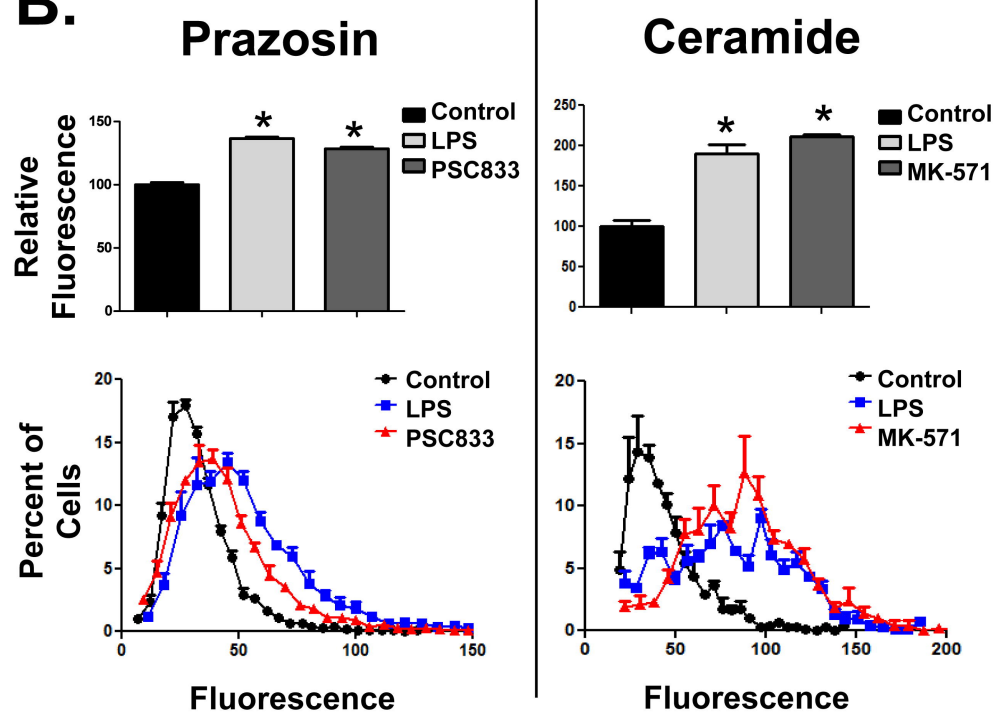 B.
Prazosin
Relative
Fluorescence
150
100
50
0
*
*
Control
LPS
PSC833
Percent of
Cells
20
15
10
5
0
0
50
100
150
Control
LPS
PSC833
Fluorescence
Ceramide
250
200
150
100
50
0
*
*
Control
LPS
MK-571
20
15
10
5
0
0
50
100
150
200
Control
LPS
MK-571
Fluorescence